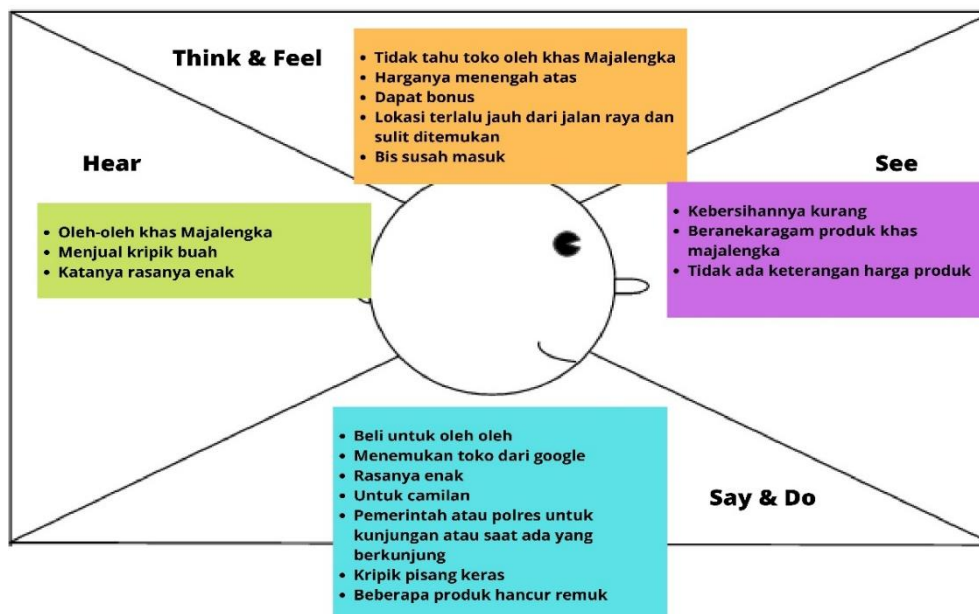 Think & Feel
• Tidak tahu toko oleh khas Majalengka
• Harganya menengah atas
• Dapat bonus
• Lokasi terlalu jauh dari jalan raya dan
sulit ditemukan
• Bis susah masuk
Hear
• Oleh-oleh khas Majalengka
• Menjual kripik buah
• Katanya rasanya enak
See
• Kebersihannya kurang
• Beranekaragam produk khas
majalengka
• Tidak ada keterangan harga produk
• Beli untuk oleh oleh
• Menemukan toko dari google
• Rasanya enak
• Untuk camilan
• Pemerintah atau polres untuk
kunjungan atau saat ada yang
berkunjung
• Kripik pisang keras
• Beberapa produk hancur remuk
Say & Do